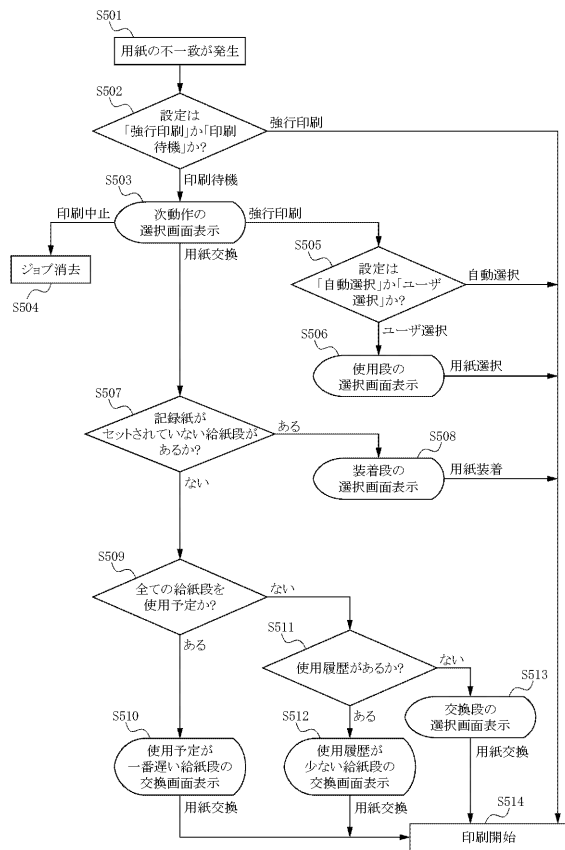 S501
用紙の不一致が発生
S502
設定は
「強行印刷」か「印刷
待機」か?
強行印刷
印刷待機
S503
次動作の
選択画面表示
印刷中止
強行印刷
用紙交換
ジョブ消去
S504
S505
設定は
「自動選択」か「ユーザ
選択」か?
自動選択
ユーザ選択
S506
使用段の
選択画面表示
用紙選択
S507
記録紙が
セットされていない給紙段が
あるか?
ある
ない
S508
装着段の
選択画面表示
用紙装着
S509
全ての給紙段を
使用予定か?
ない
ある
S511
使用履歴があるか?
ない
ある
S513
交換段の
選択画面表示
用紙交換
S510
使用予定が
一番遅い給紙段の
交換画面表示
用紙交換
S512
使用履歴が
少ない給紙段の
交換画面表示
用紙交換
S514
印刷開始